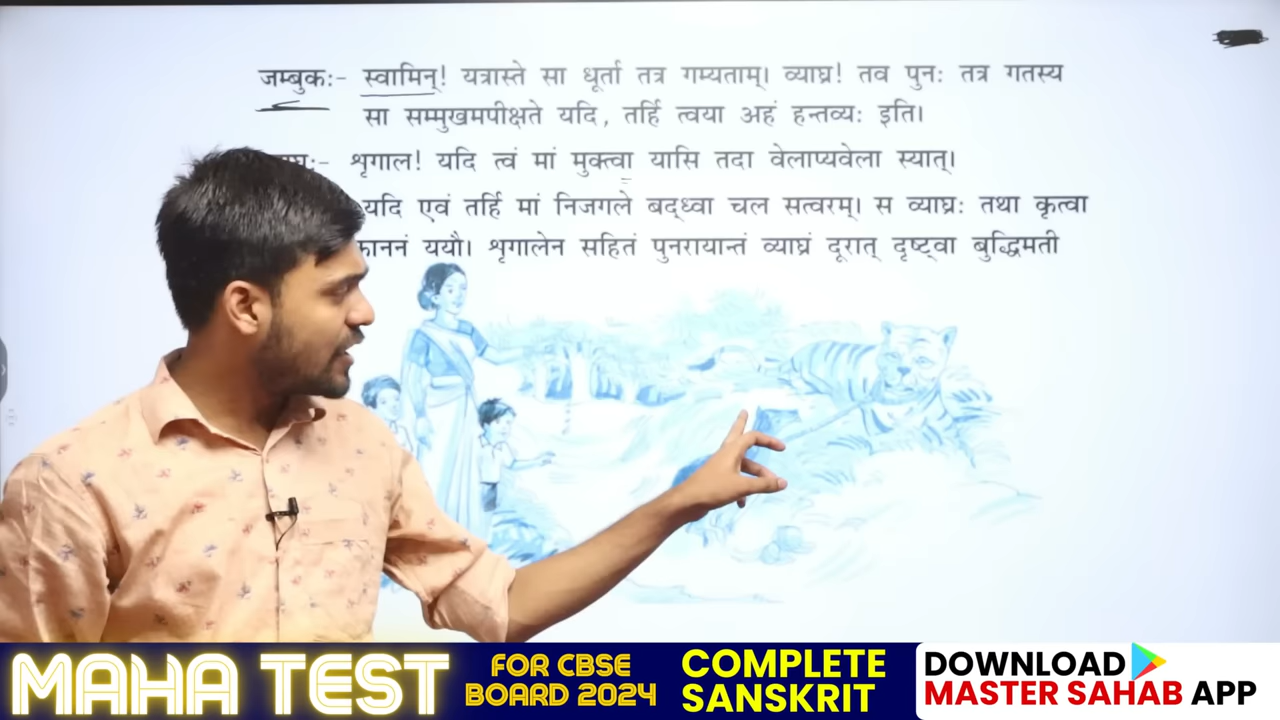 जम्बुकः- स्वामिन्! यत्रास्ते सा धूर्ता तत्र गम्यताम्। व्याघ्र! तव पुनः तत्र गतस्य
सा सम्मुखमपीक्षते यदि, तर्हि त्वया अहं हन्तव्यः इति।
शृगाल! यदि त्वं मां मुक्त्वा यासि तदा वेलाप्यवेला स्यात्।
यदि एवं तर्हि मां निजगले बद्ध्वा चल सत्वरम्। स व्याघ्रः तथा कृत्वा
काननं ययौ। शृगालेन सहितं पुनरायान्तं व्याघ्रं दूरात् दृष्ट्वा बुद्धिमती
MAHA TEST
FOR CBSE
BOARD 2024
COMPLETE
SANSKRIT
DOWNLOAD
MASTER SAHAB APP